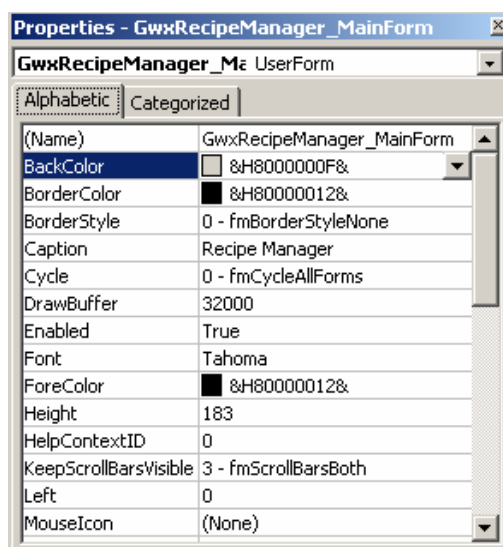 Properties - GwxRecipeManager_MainForm
GwxRecipeManager_Ma UserForm
Alphabetic Categorized
(Name) GwxRecipeManager_MainForm
BackColor &H8000000F&
BorderColor &H80000012&
BorderStyle 0 - fmBorderStyleNone
Caption Recipe Manager
Cycle 0 - fmCycleAllForms
DrawBuffer 32000
Enabled True
Font Tahoma
ForeColor &H80000012&
Height 183
HelpContextID 0
KeepScrollBarsVisible 3 - fmScrollBarsBoth
Left 0
MouseIcon (None)